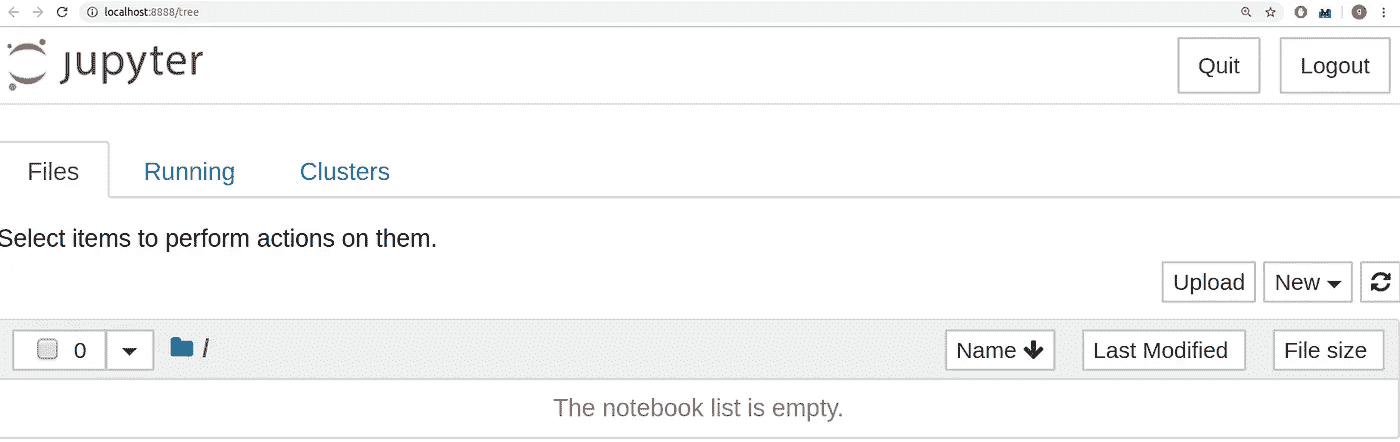 localhost:8888/tree
g
jupyter
Quit
Logout
Files
Running
Clusters
Select items to perform actions on them.
Upload
New
0
/
Name
Last Modified
File size
The notebook list is empty.